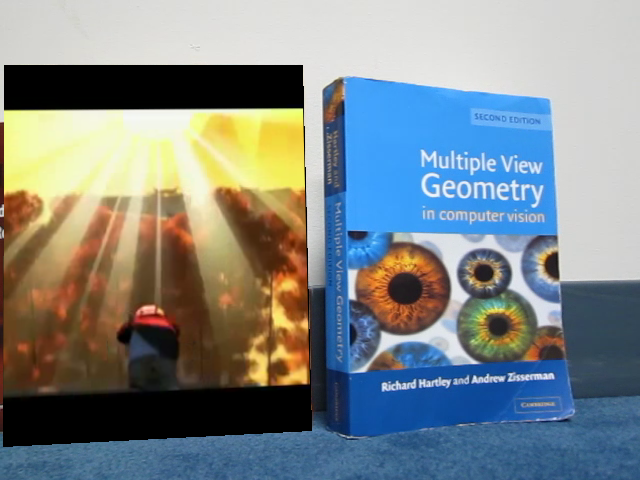 SECOND EDITION
Multiple View
Geometry
in computer vision
Richard Hartley and Andrew Zisserman
CAMBRIDGE
Hartley and
Zisserman
Multiple View Geometry